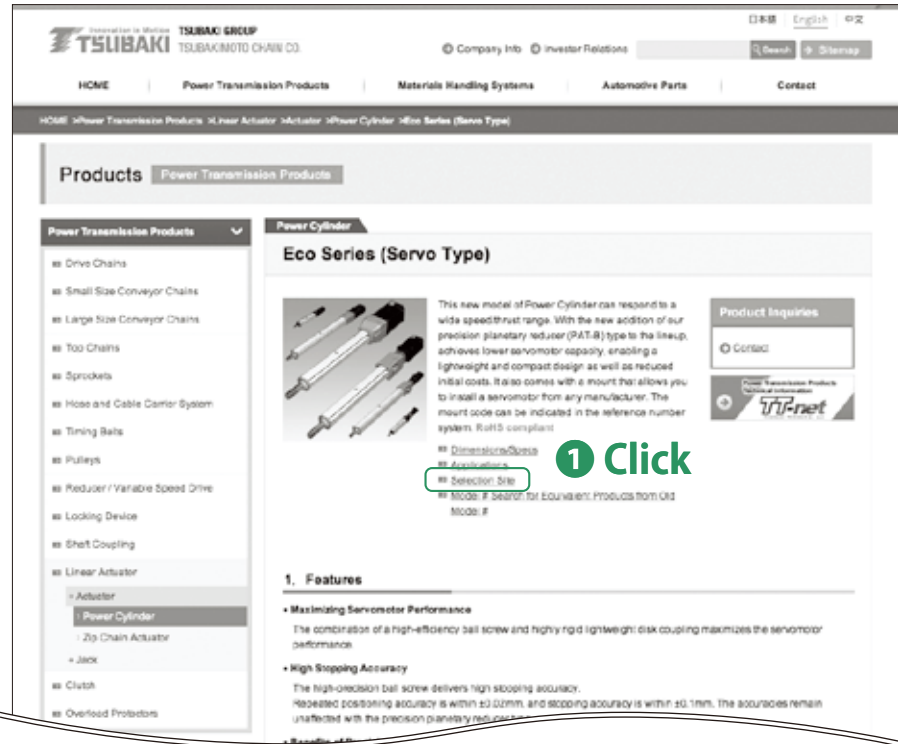 Innovation in Motion
TSUBAKI
TSUBAKI GROUP
TSUBAKIMOTO CHAIN CO.
日本語 English 中文
Company Info Investor Relations
Search Sitemap
HOME Power Transmission Products Materials Handling Systems Automotive Parts Contact
HOME >Power Transmission Products >Linear Actuator >Actuator >Power Cylinder >Eco Series (Servo Type)
Products Power Transmission Products
Power Transmission Products
Drive Chains
Small Size Conveyor Chains
Large Size Conveyor Chains
Top Chains
Sprockets
Hose and Cable Carrier System
Timing Belts
Pulleys
Reducer / Variable Speed Drive
Locking Device
Shaft Coupling
Linear Actuator
Actuator
Power Cylinder
Zip Chain Actuator
Jack
Clutch
Overload Protectors
Power Cylinder
Eco Series (Servo Type)
This new model of Power Cylinder can respond to a
wide speed/thrust range. With the new addition of our
precision planetary reducer (PAT-B) type to the lineup,
achieves lower servomotor capacity, enabling a
lightweight and compact design as well as reduced
initial costs. It also comes with a mount that allows you
to install a servomotor from any manufacturer. The
mount code can be indicated in the reference number
system. RoHS compliant
Dimensions/Specs
Applications
Selection Site
Model # Search for Equivalent Products from Old
Model #
1 Click
Product Inquiries
Contact
Power Transmission Products
Technical Information
TT-net
1. Features
• Maximizing Servomotor Performance
The combination of a high-efficiency ball screw and highly rigid lightweight disk coupling maximizes the servomotor
performance.
• High Stopping Accuracy
The high-precision ball screw delivers high stopping accuracy.
Repeated positioning accuracy is within ±0.02mm, and stopping accuracy is within ±0.1mm. The accuracies remain
unaffected with the precision planetary reducer